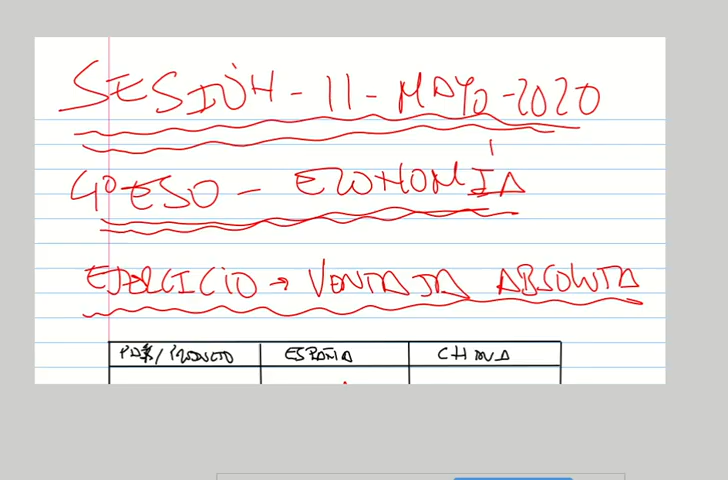 SESIÓN - 11 - MAYO - 2020
4º ESO - ECONOMÍA
EJERCICIO → VENTAJA ABSOLUTA
PAÍS / PRODUCTO ESPAÑA CHINA